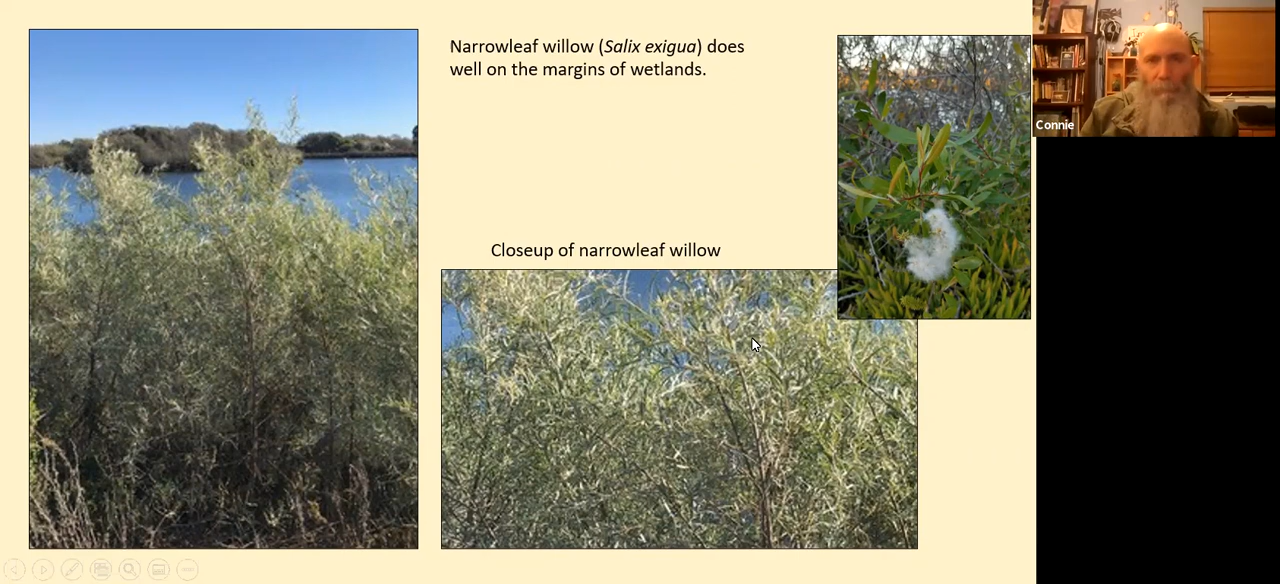 Narrowleaf willow (Salix exigua) does
well on the margins of wetlands.
Connie
Closeup of narrowleaf willow